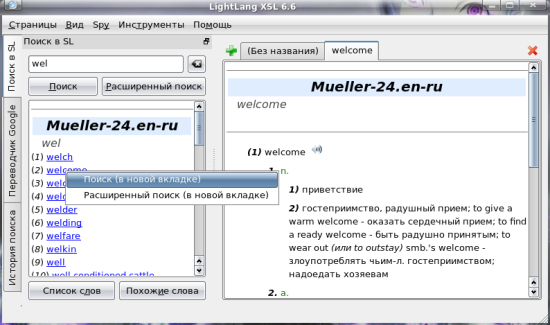 LightLang XSL 6.6
Страницы Вид Spy Инструменты Помощь
Поиск в SL
Поиск в SL
Переводчик Google
История поиска
wel
Поиск
Расширенный поиск
Mueller-24.en-ru
wel
(1) welch
(2) welcome
(3) welc
(4) welc
(5) welder
(6) welding
(7) welfare
(8) welkin
(9) well
(10) well-conditioned cattle
Список слов
Похожие слова
Поиск (в новой вкладке)
Расширенный поиск (в новой вкладке)
(Без названия)
welcome
Mueller-24.en-ru
welcome
(1) welcome
1. n.
1) приветствие
2) гостеприимство, радушный прием; to give a
warm welcome - оказать сердечный прием; to find
a ready welcome - быть радушно принятым; to
wear out (или to outstay) smb.'s welcome -
злоупотреблять чьим-л. гостеприимством;
надоедать хозяевам
2. a.